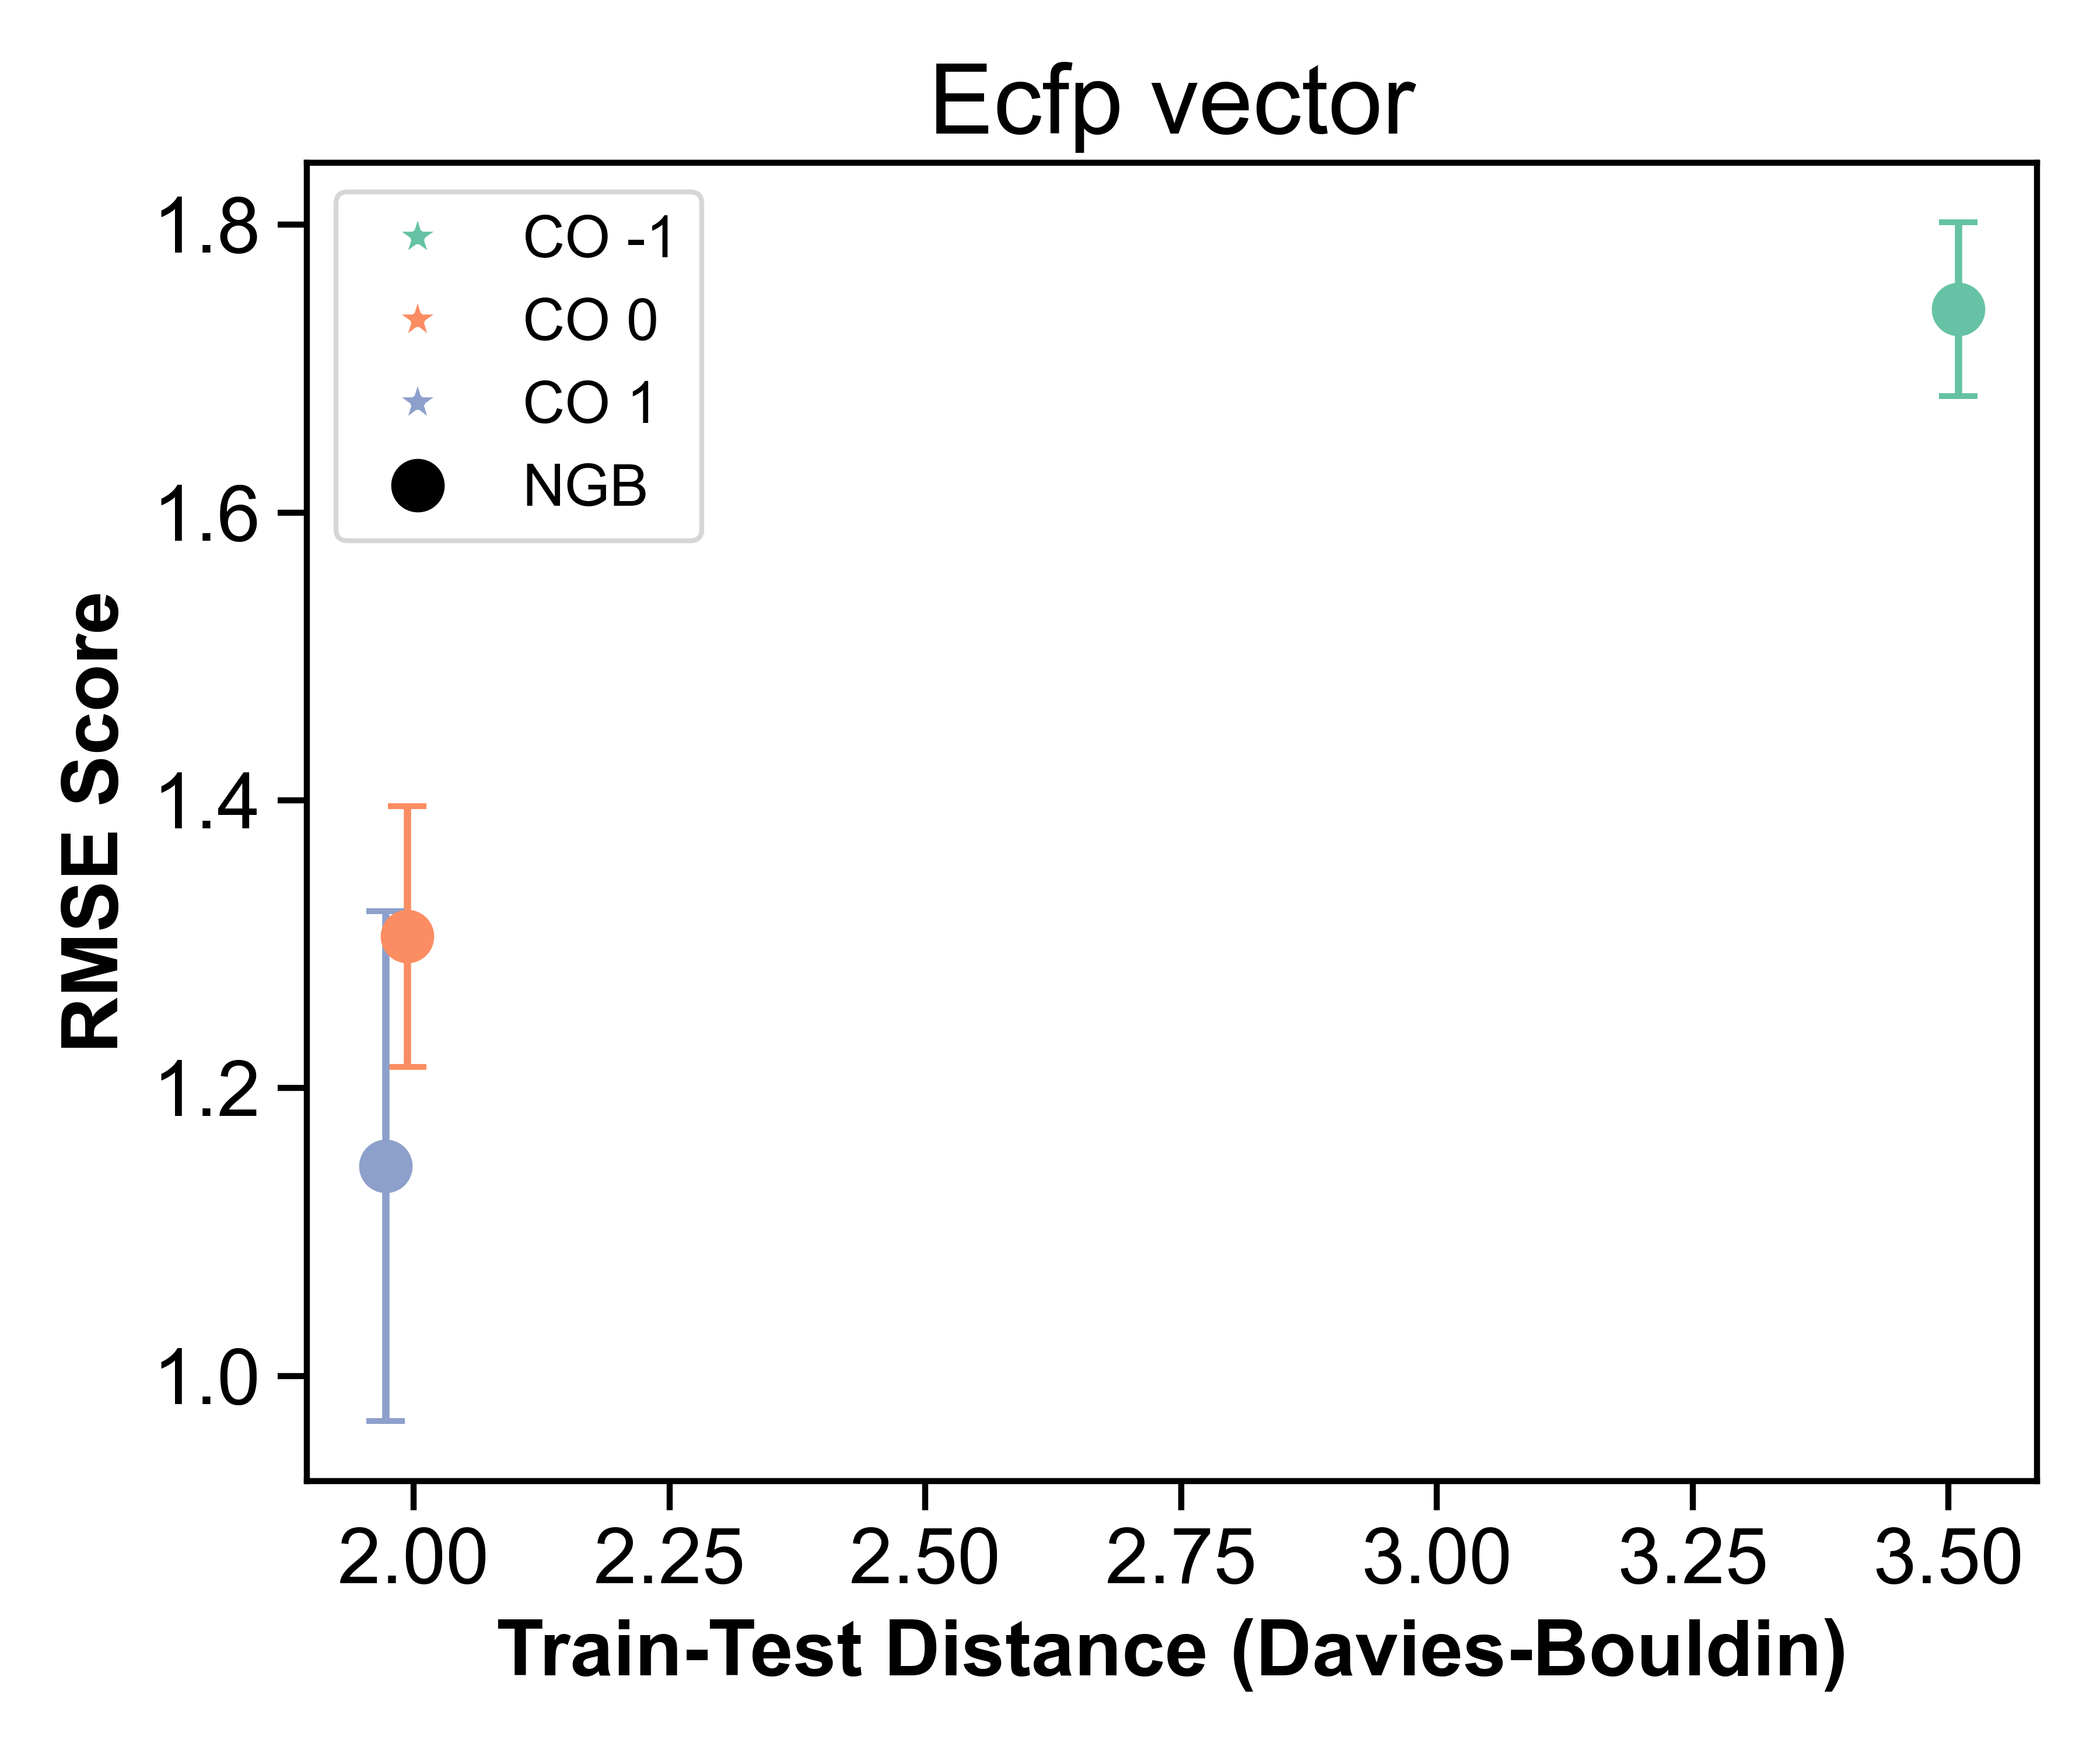 Ecfp vector
CO -1
CO 0
CO 1
NGB
RMSE Score
1.8
1.6
1.4
1.2
1.0
2.00 2.25 2.50 2.75 3.00 3.25 3.50
Train-Test Distance (Davies-Bouldin)